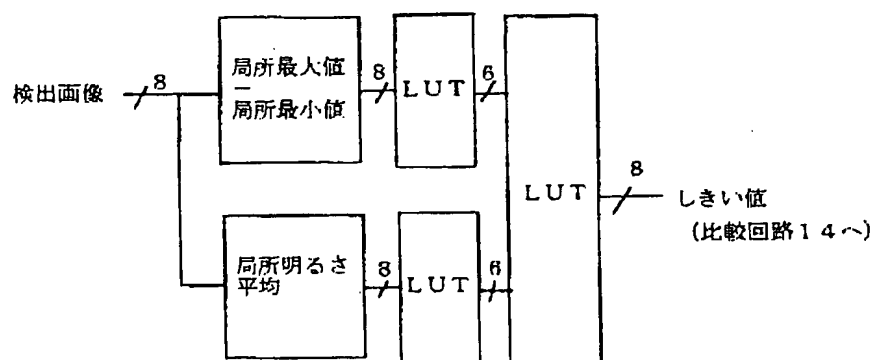 検出画像
8
局所最大値
－
局所最小値
8
LUT
6
LUT
8
しきい値
(比較回路14へ)
局所明るさ
平均
8
LUT
6